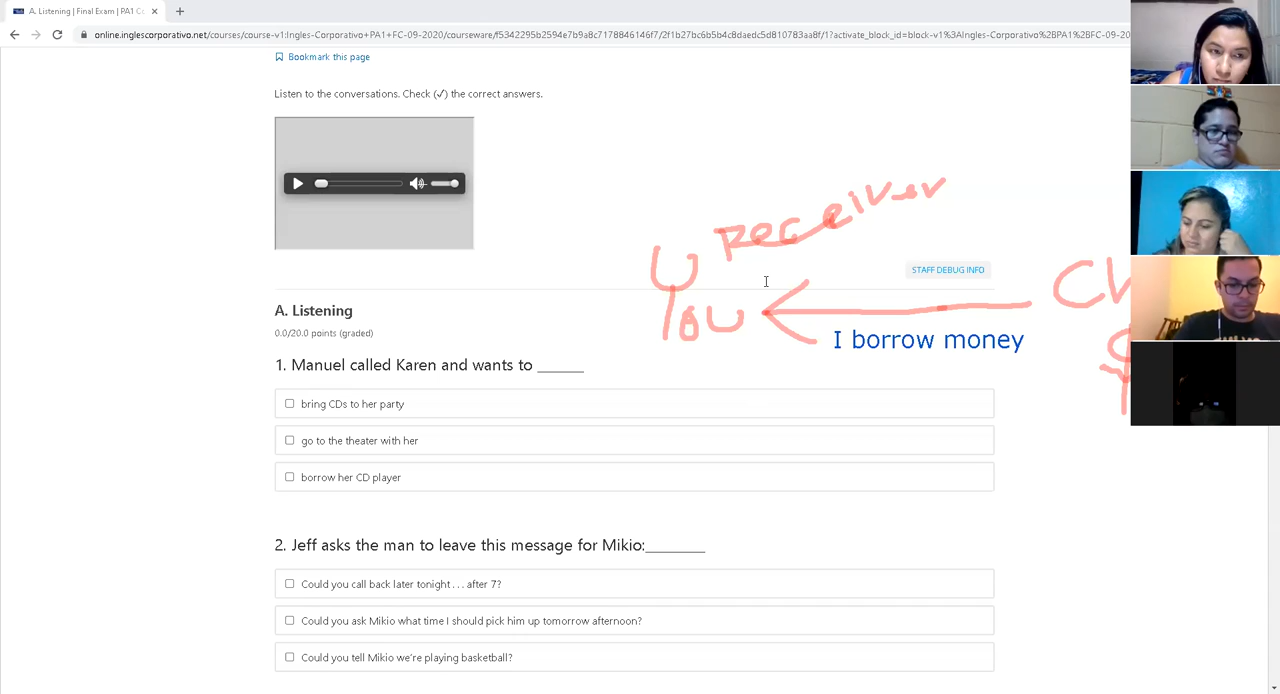 A. Listening | Final Exam | PA1 Co
online.inglescorporativo.net/courses/course-v1:Ingles-Corporativo+PA1+FC-09-2020/courseware/f53422959d2594e7b9a8c7178846146f7/2f1b27bc6b5b4c8daedc5d810783aa8f/1?activate_block_id=block-v1%3AIngles-Corporativo%2BPA1%2BFC-09-2020
Bookmark this page
Listen to the conversations. Check (✓) the correct answers.
Receiver
STAFF DEBUG INFO
U
You
A. Listening
0.0/20.0 points (graded)
I borrow money
1. Manuel called Karen and wants to ______
bring CDs to her party
go to the theater with her
borrow her CD player
2. Jeff asks the man to leave this message for Mikio:________
Could you call back later tonight . . . after 7?
Could you ask Mikio what time I should pick him up tomorrow afternoon?
Could you tell Mikio we're playing basketball?